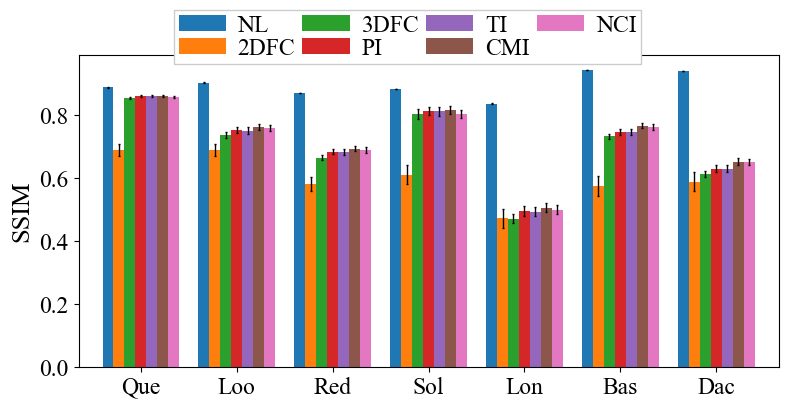 NL 3DFC TI NCI
2DFC PI CMI
SSIM
0.8
0.6
0.4
0.2
0.0
Que Loo Red Sol Lon Bas Dac